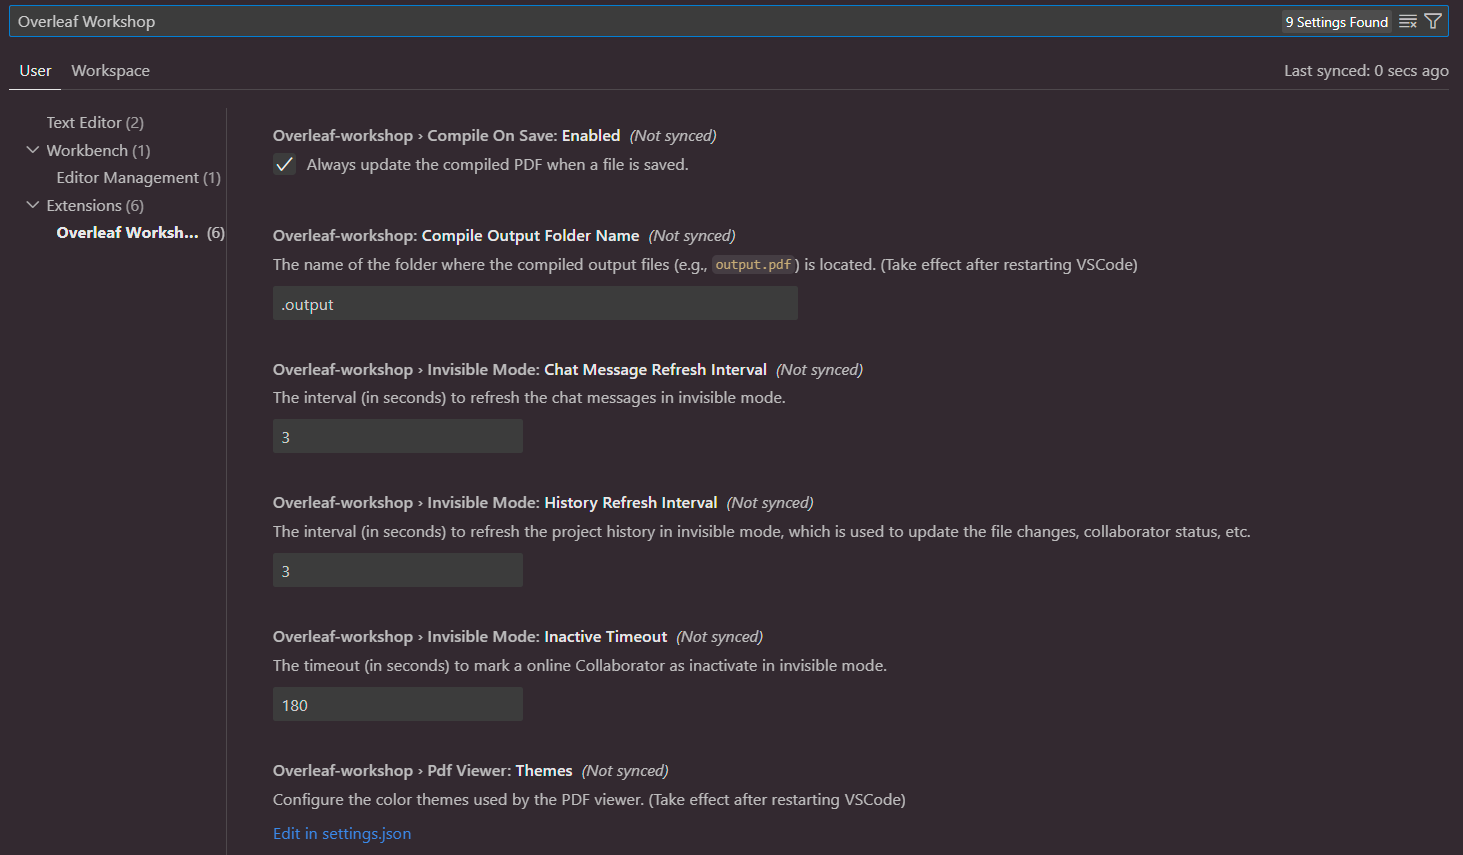 Overleaf Workshop
9 Settings Found
User
Workspace
Last synced: 0 secs ago
Text Editor (2)
Workbench (1)
Editor Management (1)
Extensions (6)
Overleaf Worksh... (6)
Overleaf-workshop › Compile On Save: Enabled (Not synced)
Always update the compiled PDF when a file is saved.
Overleaf-workshop: Compile Output Folder Name (Not synced)
The name of the folder where the compiled output files (e.g., output.pdf) is located. (Take effect after restarting VSCode)
.output
Overleaf-workshop › Invisible Mode: Chat Message Refresh Interval (Not synced)
The interval (in seconds) to refresh the chat messages in invisible mode.
3
Overleaf-workshop › Invisible Mode: History Refresh Interval (Not synced)
The interval (in seconds) to refresh the project history in invisible mode, which is used to update the file changes, collaborator status, etc.
3
Overleaf-workshop › Invisible Mode: Inactive Timeout (Not synced)
The timeout (in seconds) to mark a online Collaborator as inactivate in invisible mode.
180
Overleaf-workshop › Pdf Viewer: Themes (Not synced)
Configure the color themes used by the PDF viewer. (Take effect after restarting VSCode)
Edit in settings.json